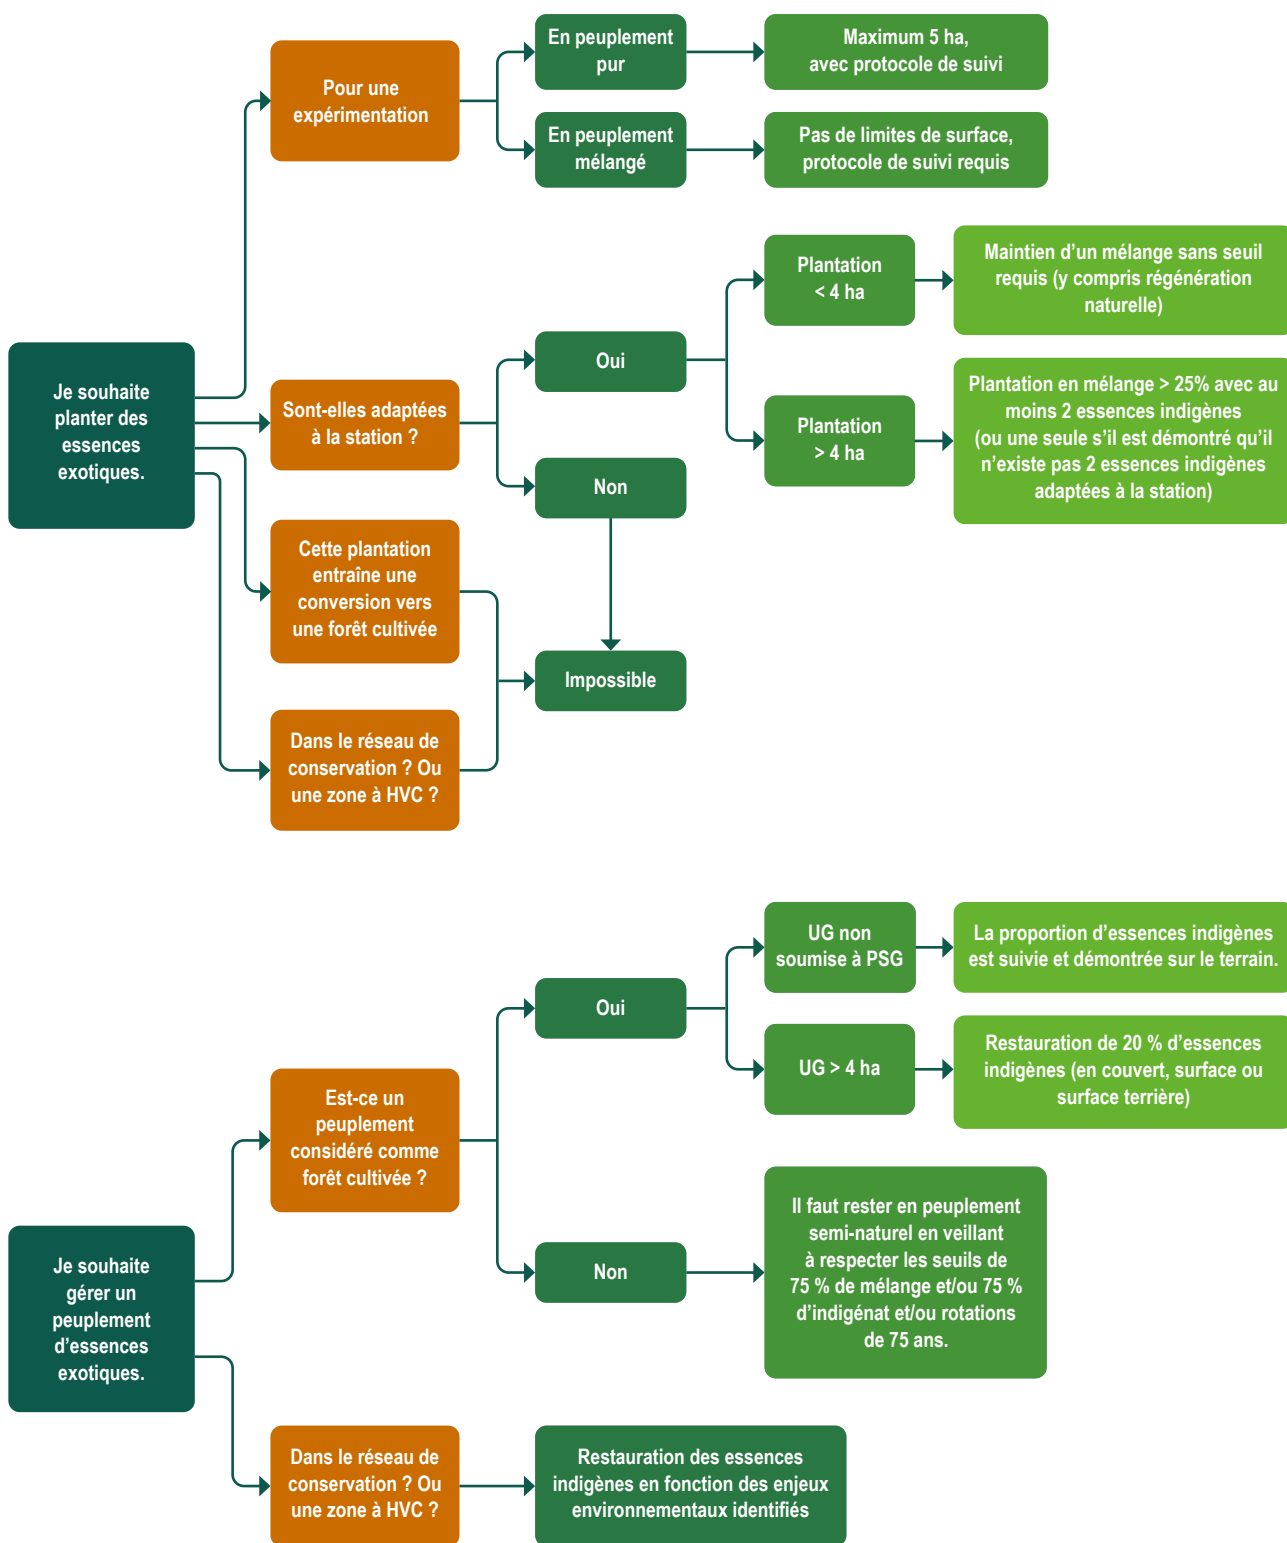 Je souhaite
planter des
essences
exotiques.
Pour une
expérimentation
En peuplement
pur
Maximum 5 ha,
avec protocole de suivi
En peuplement
mélangé
Pas de limites de surface,
protocole de suivi requis
Sont-elles adaptées
à la station ?
Oui
Plantation
< 4 ha
Maintien d’un mélange sans seuil
requis (y compris régénération
naturelle)
Plantation
> 4 ha
Plantation en mélange > 25% avec au
moins 2 essences indigènes
(ou une seule s’il est démontré qu’il
n’existe pas 2 essences indigènes
adaptées à la station)
Non
Cette plantation
entraîne une
conversion vers
une forêt cultivée
Impossible
Dans le réseau de
conservation ? Ou
une zone à HVC ?
Je souhaite
gérer un
peuplement
d’essences
exotiques.
Est-ce un
peuplement
considéré comme
forêt cultivée ?
Oui
UG non
soumise à PSG
La proportion d’essences indigènes
est suivie et démontrée sur le terrain.
UG > 4 ha
Restauration de 20 % d’essences
indigènes (en couvert, surface ou
surface terrière)
Non
Il faut rester en peuplement
semi-naturel en veillant
à respecter les seuils de
75 % de mélange et/ou 75 %
d’indigénat et/ou rotations
de 75 ans.
Dans le réseau de
conservation ? Ou
une zone à HVC ?
Restauration des essences
indigènes en fonction des enjeux
environnementaux identifiés